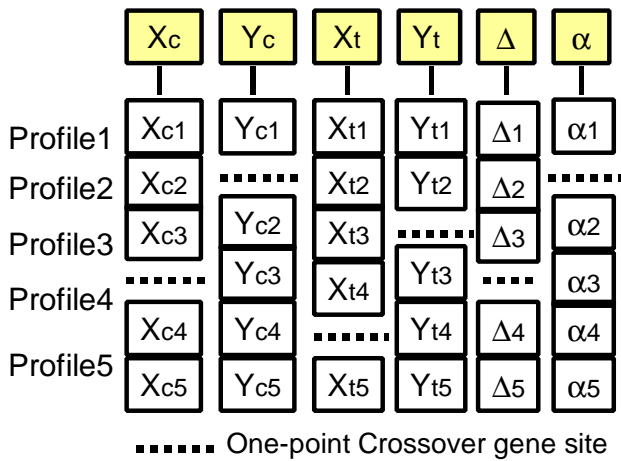 Xc Yc Xt Yt Δ α
Profile1 Xc1 Yc1 Xt1 Yt1 Δ1 α1
Profile2 Xc2 Xt2 Yt2 Δ2
Profile3 Xc3 Yc2 Xt3 Δ3 α2
Profile4 Yc3 Xt4 Yt3 α3
Xc4 Yc4 Yt4 Δ4 α4
Profile5 Xc5 Yc5 Xt5 Yt5 Δ5 α5
One-point Crossover gene site